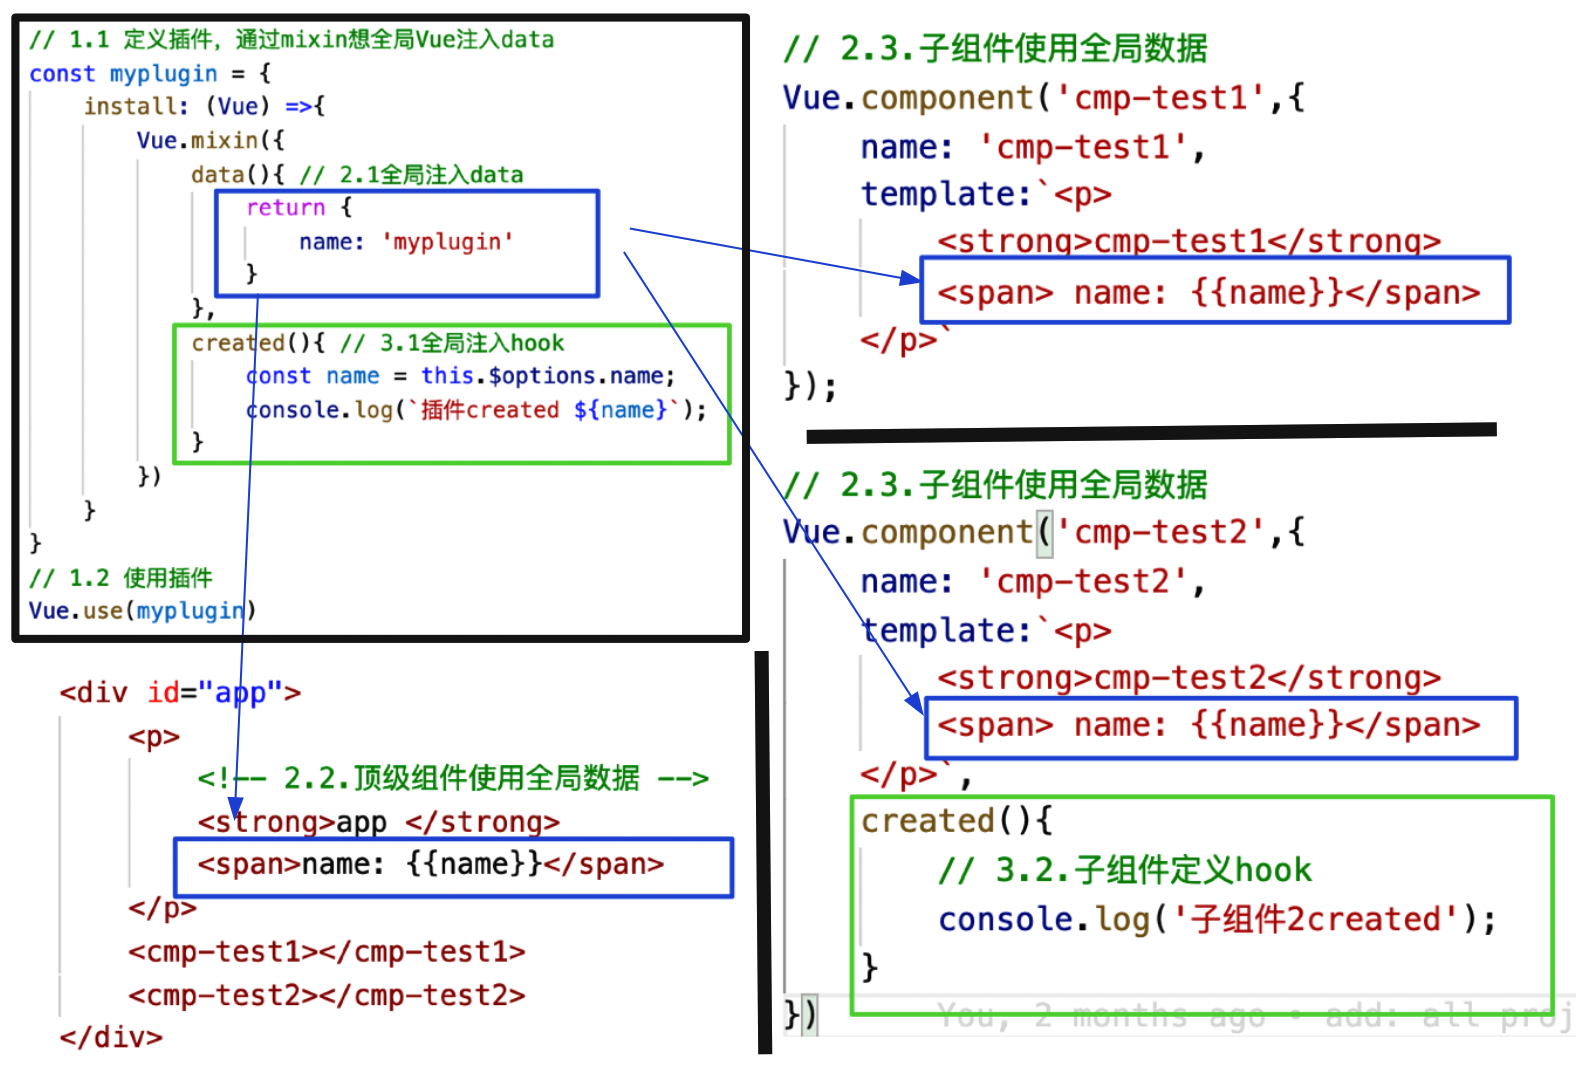 // 1.1 定义插件，通过mixin想全局Vue注入data
const myplugin = {
install: (Vue) =>{
Vue.mixin({
data(){ // 2.1全局注入data
return {
name: 'myplugin'
}
},
created(){ // 3.1全局注入hook
const name = this.$options.name;
console.log(`插件created ${name}`);
}
})
}
}
// 1.2 使用插件
Vue.use(myplugin)
<div id="app">
<p>
<!-- 2.2.顶级组件使用全局数据 -->
<strong>app </strong>
<span>name: {{name}}</span>
</p>
<cmp-test1></cmp-test1>
<cmp-test2></cmp-test2>
</div>
// 2.3.子组件使用全局数据
Vue.component('cmp-test1',{
name: 'cmp-test1',
template:`<p>
<strong>cmp-test1</strong>
<span> name: {{name}}</span>
</p>`
});
// 2.3.子组件使用全局数据
Vue.component('cmp-test2',{
name: 'cmp-test2',
template:`<p>
<strong>cmp-test2</strong>
<span> name: {{name}}</span>
</p>`,
created(){
// 3.2.子组件定义hook
console.log('子组件2created');
}
}) You, 2 months ago • add: all proj